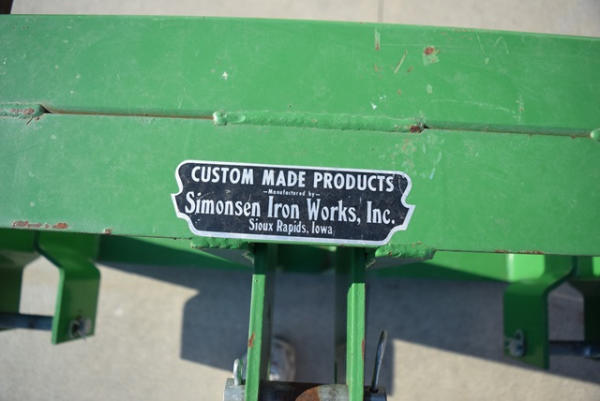 CUSTOM MADE PRODUCTS
-Manufactured by-
Simonsen Iron Works, Inc.
Sioux Rapids, Iowa